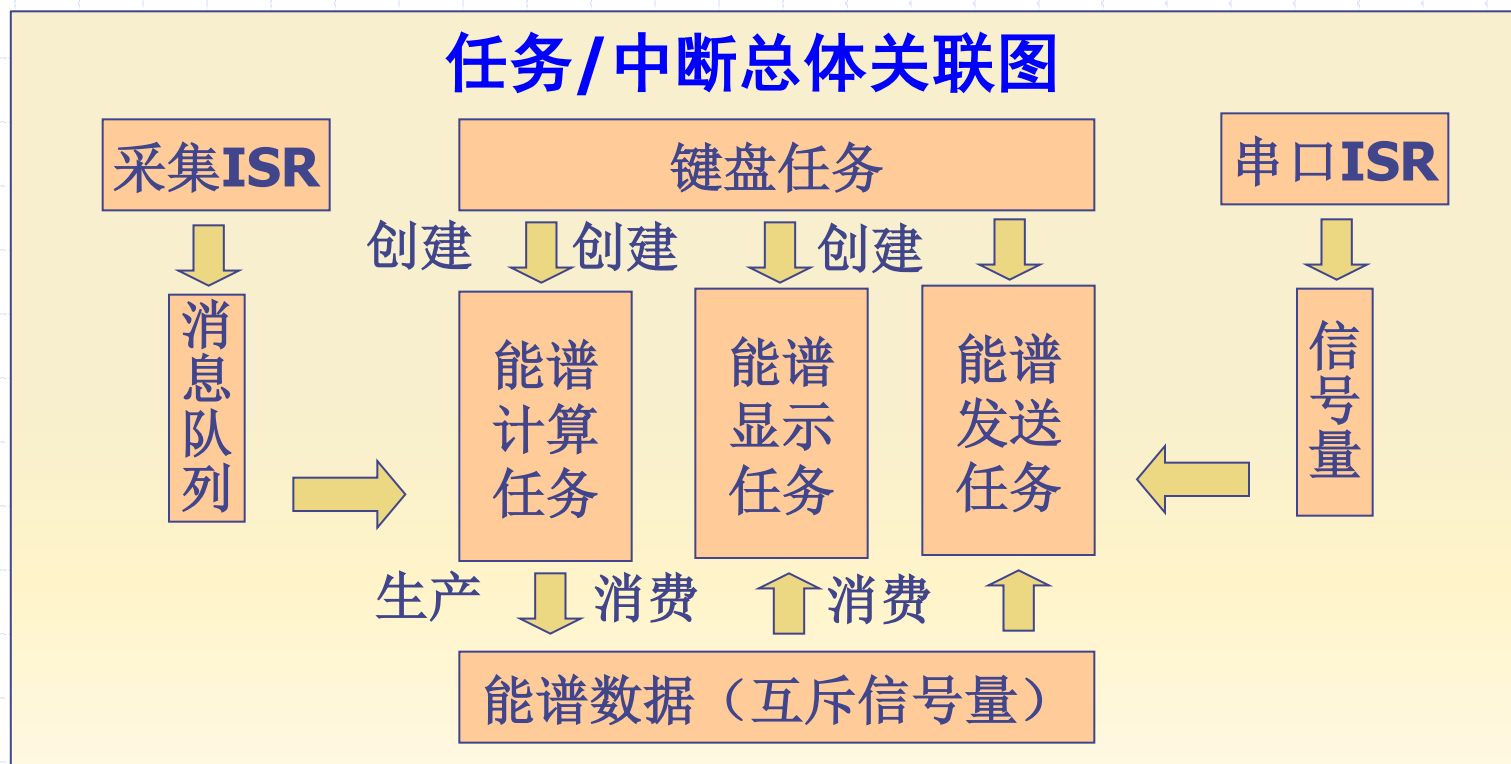 任务/中断总体关联图
采集ISR
键盘任务
串口ISR
创建
创建
创建
消
息
队
列
能谱
计算
任务
能谱
显示
任务
能谱
发送
任务
信
号
量
生产
消费
消费
能谱数据（互斥信号量）